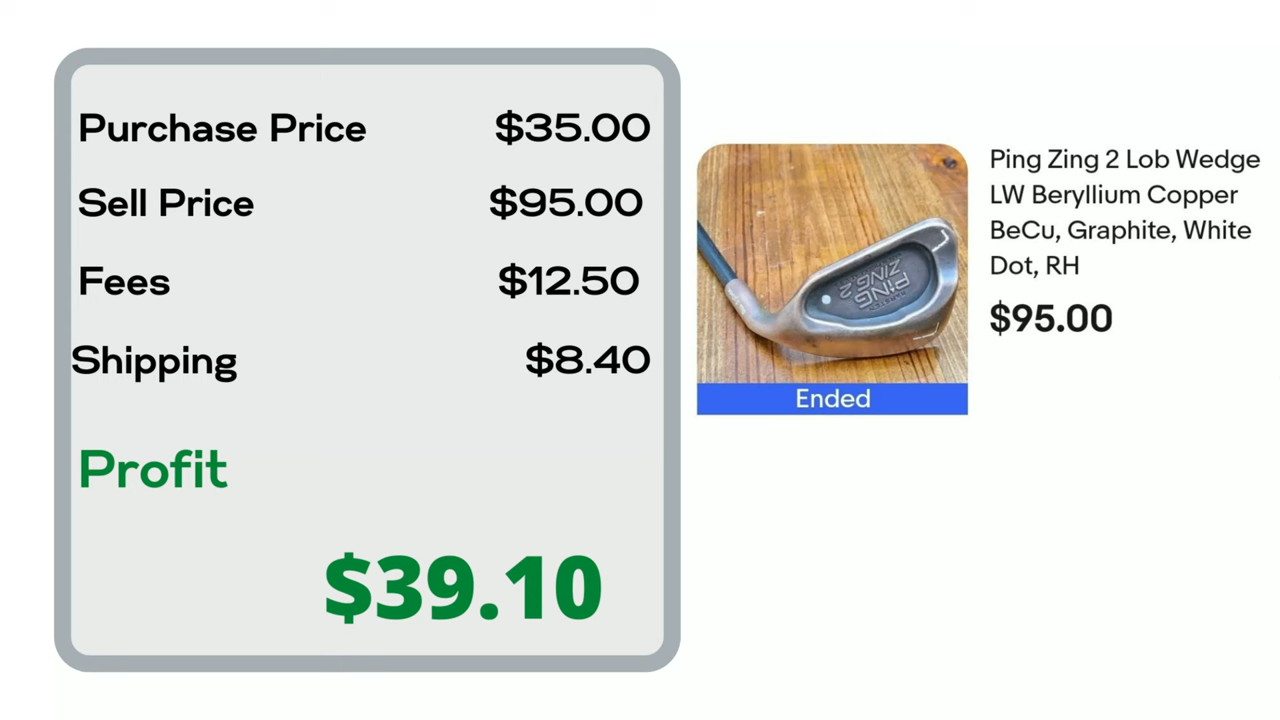 Purchase Price $35.00
Sell Price $95.00
Fees $12.50
Shipping $8.40
Profit
$39.10
PING
ZING 2
Ended
Ping Zing 2 Lob Wedge
LW Beryllium Copper
BeCu, Graphite, White
Dot, RH
$95.00